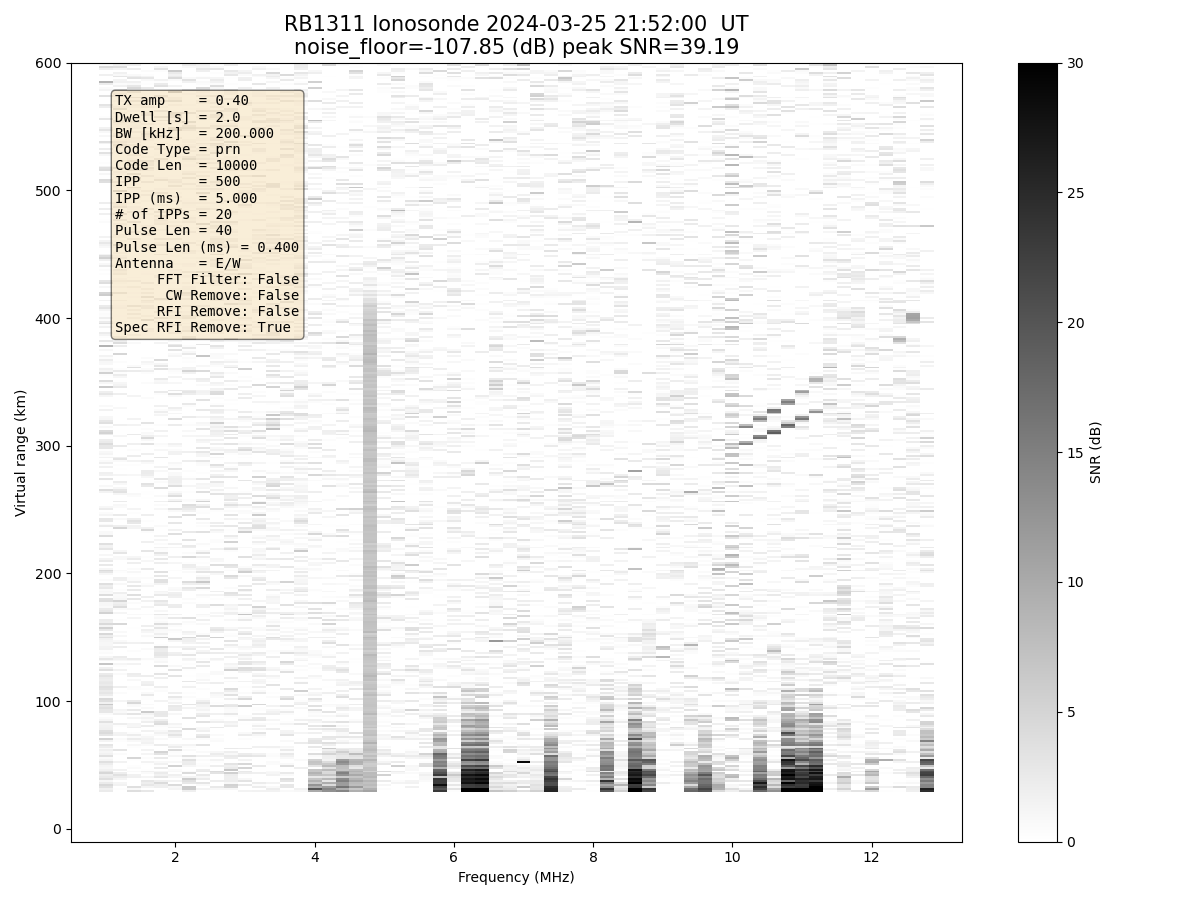 RB1311 Ionosonde 2024-03-25 21:52:00  UT
noise_floor=-107.85 (dB) peak SNR=39.19
600
500
400
300
200
100
0
Virtual range (km)
TX amp    = 0.40
Dwell [s] = 2.0
BW [kHz]  = 200.000
Code Type = prn
Code Len  = 10000
IPP       = 500
IPP (ms)  = 5.000
# of IPPs = 20
Pulse Len = 40
Pulse Len (ms) = 0.400
Antenna   = E/W
FFT Filter: False
CW Remove: False
RFI Remove: False
Spec RFI Remove: True
2 4 6 8 10 12
Frequency (MHz)
30
25
20
15
10
5
0
SNR (dB)